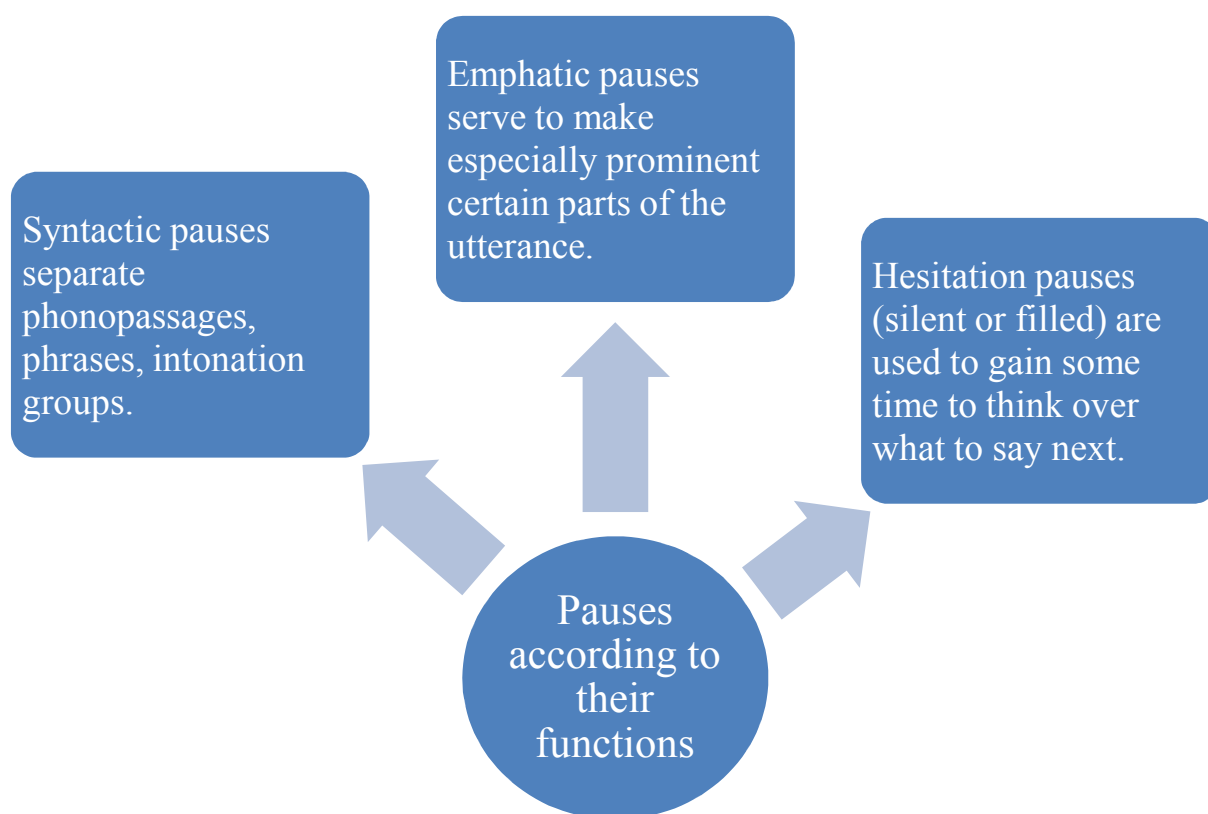 Emphatic pauses
serve to make
especially prominent
certain parts of the
utterance.
Syntactic pauses
separate
phonopassages,
phrases, intonation
groups.
Hesitation pauses
(silent or filled) are
used to gain some
time to think over
what to say next.
Pauses
according to
their
functions